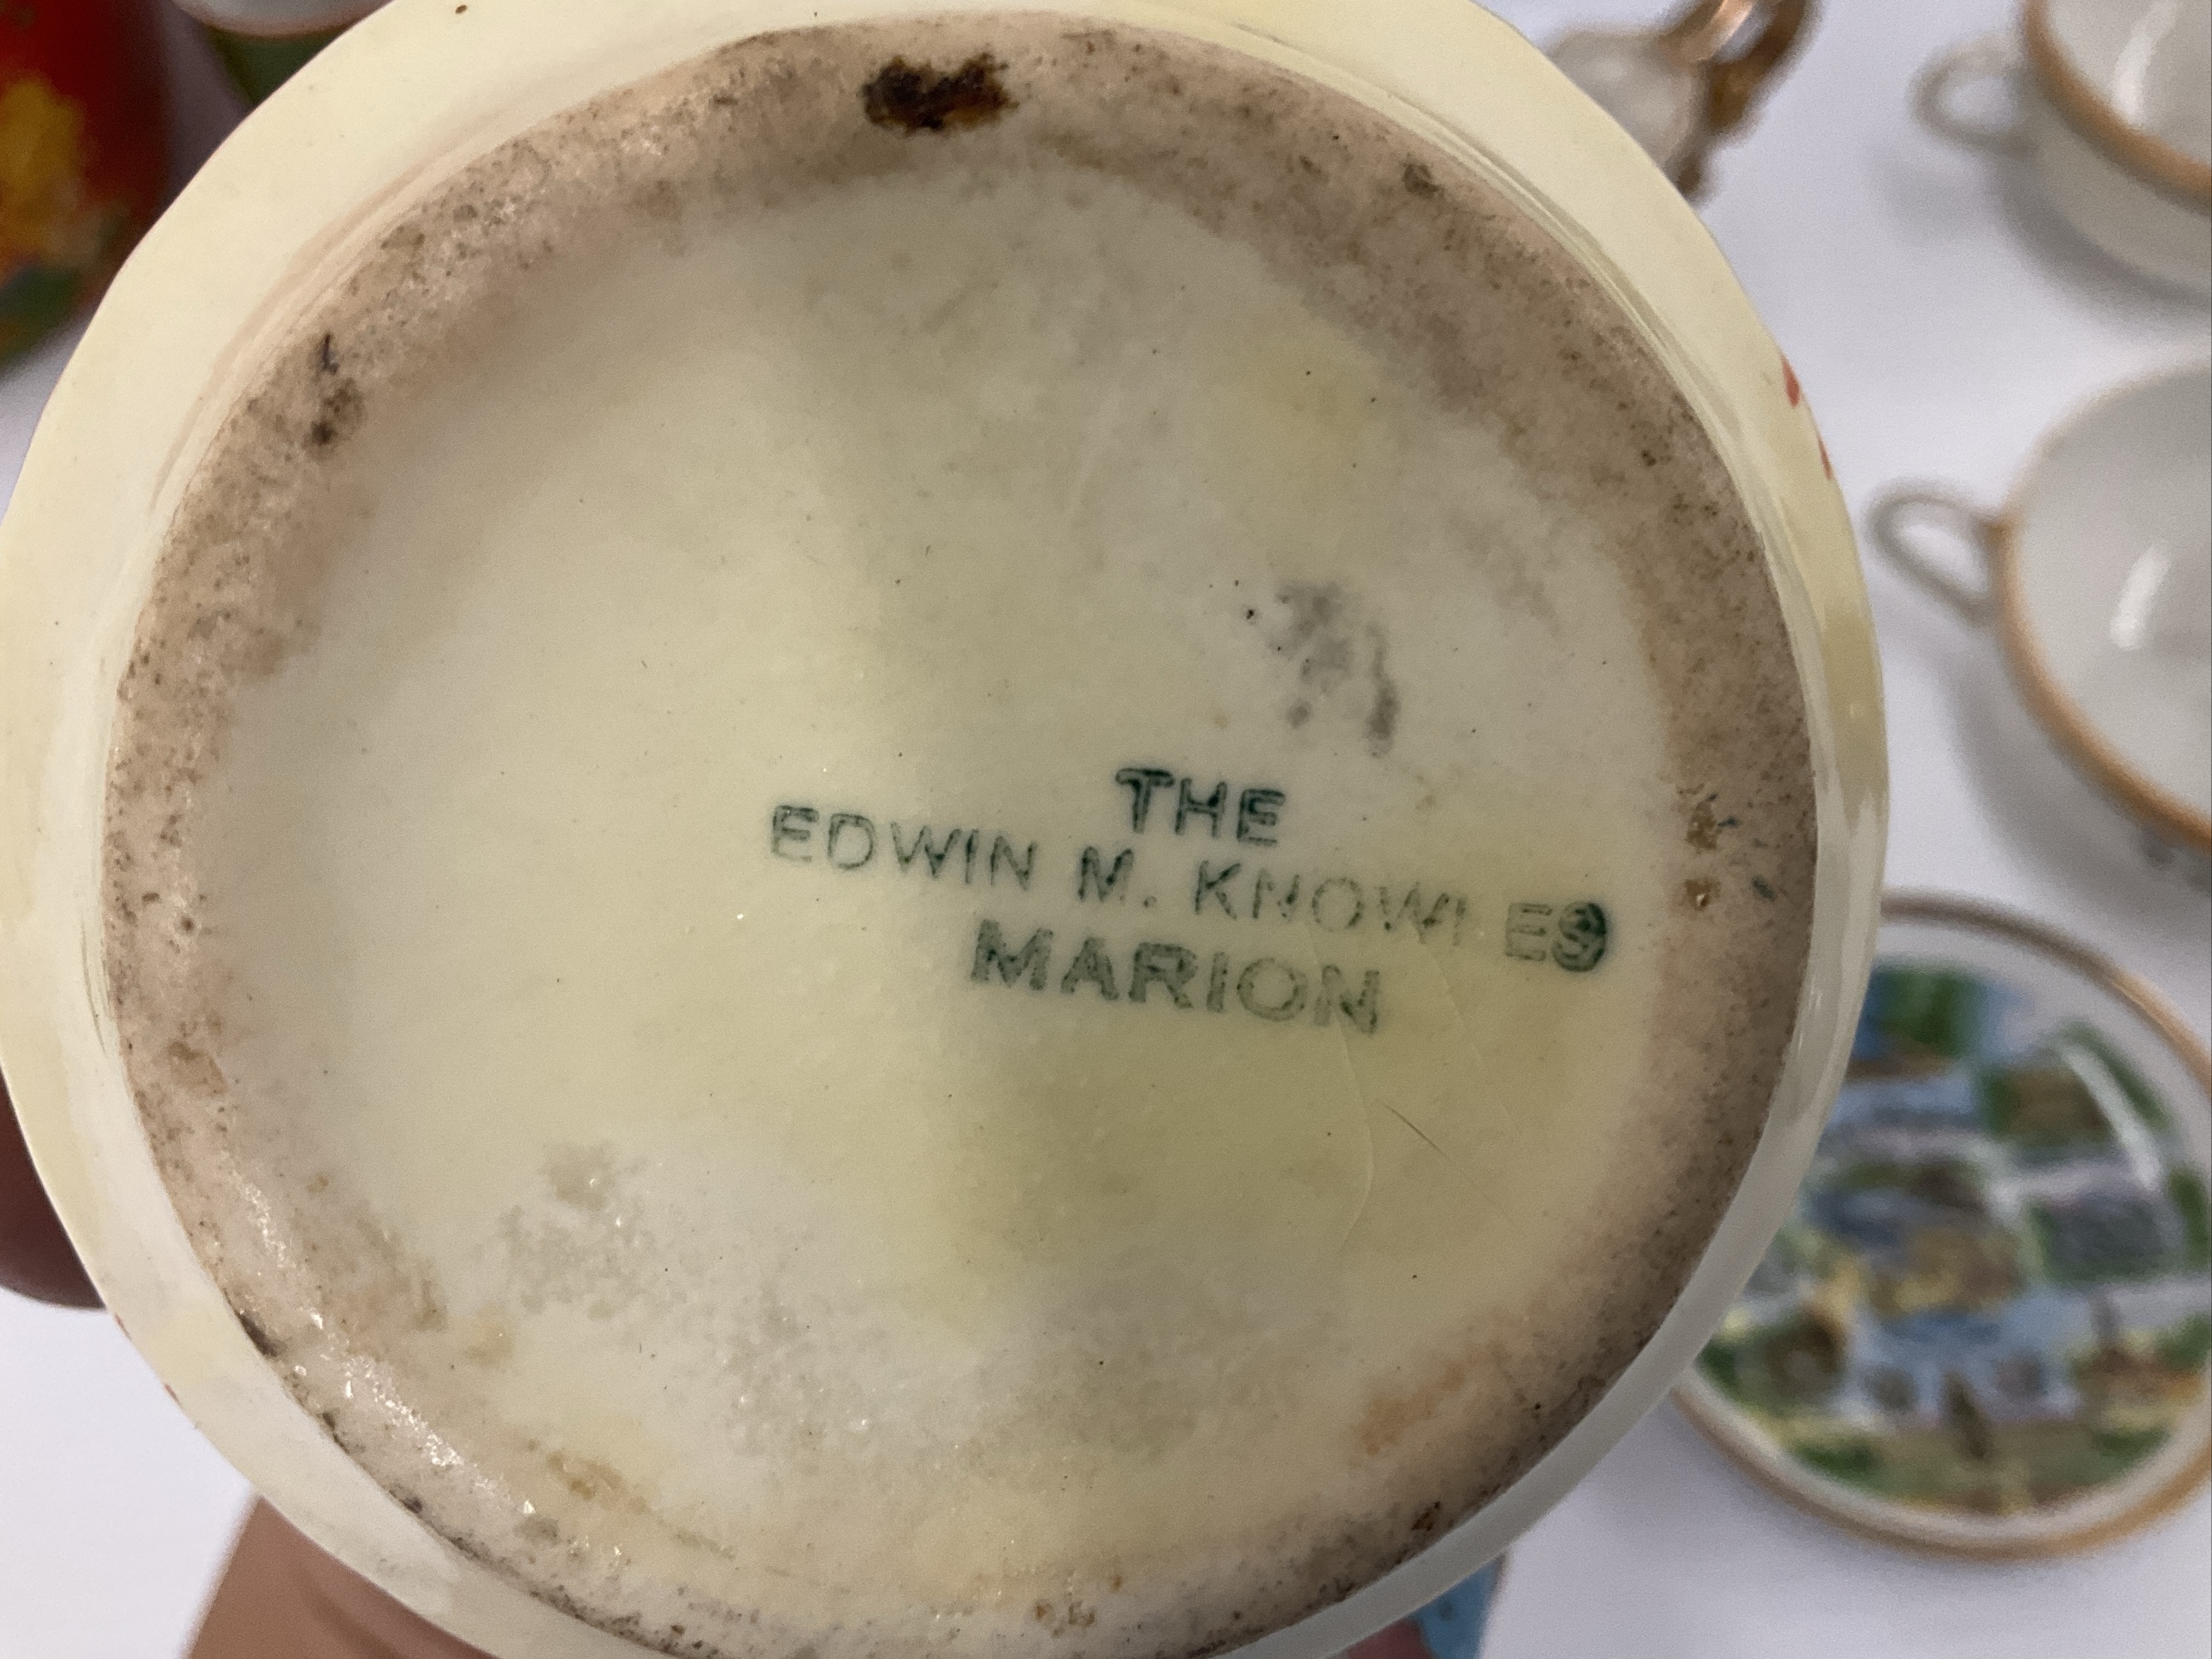 THE
EDWIN M. KNOWLES
MARION